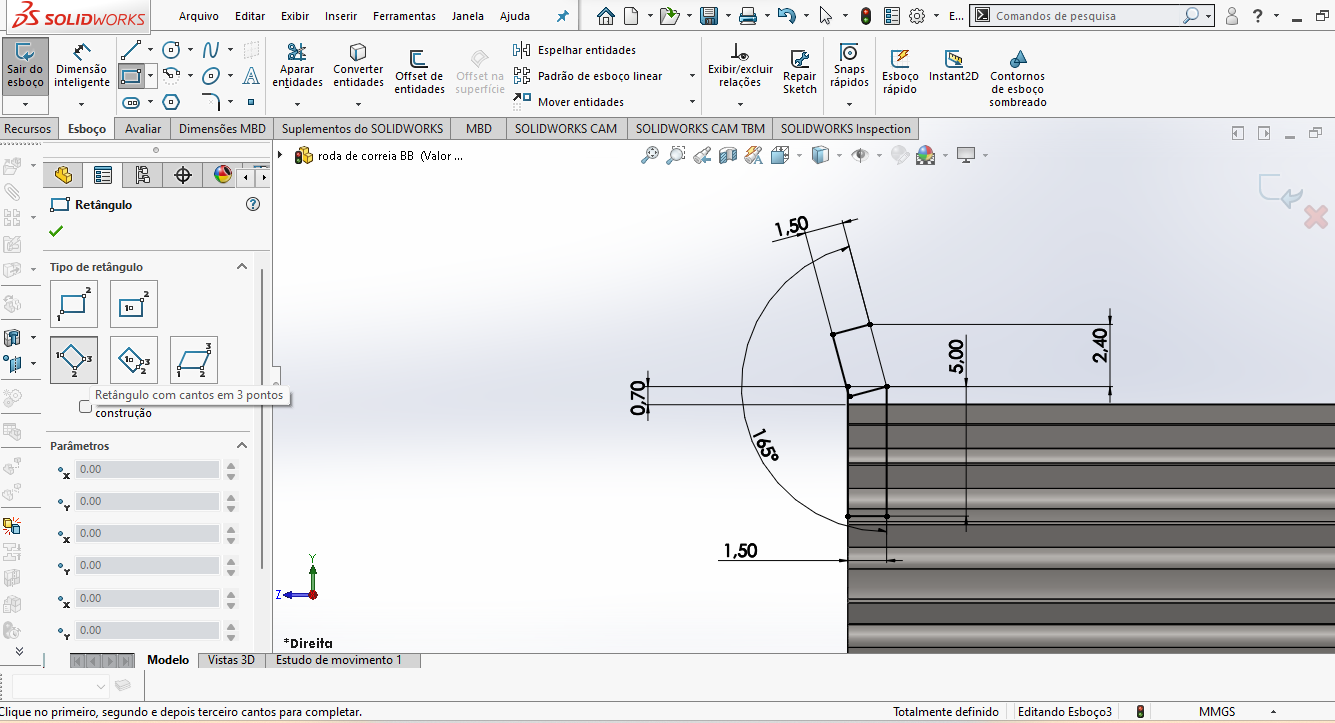 SOLIDWORKS
Arquivo Editar Exibir Inserir Ferramentas Janela Ajuda
E...
Comandos de pesquisa
Sair do esboço
Dimensão inteligente
Aparar entidades
Converter entidades
Offset de entidades
Offset na superfície
Espelhar entidades
Padrão de esboço linear
Mover entidades
Exibir/excluir relações
Repair Sketch
Snaps rápidos
Esboço rápido
Instant2D
Contornos de esboço sombreado
Recursos Esboço Avaliar Dimensões MBD Suplementos do SOLIDWORKS MBD SOLIDWORKS CAM SOLIDWORKS CAM TBM SOLIDWORKS Inspection
roda de correia BB (Valor ...
Retângulo
Tipo de retângulo
Retângulo com cantos em 3 pontos
construção
Parâmetros
x 0.00
Y 0.00
x 0.00
Y 0.00
x 0.00
Y 0.00
1,50
2,40
5,00
0,70
165°
1,50
Y
Z
*Direita
Modelo Vistas 3D Estudo de movimento 1
Clique no primeiro, segundo e depois terceiro cantos para completar.
Totalmente definido Editando Esboço3 MMGS